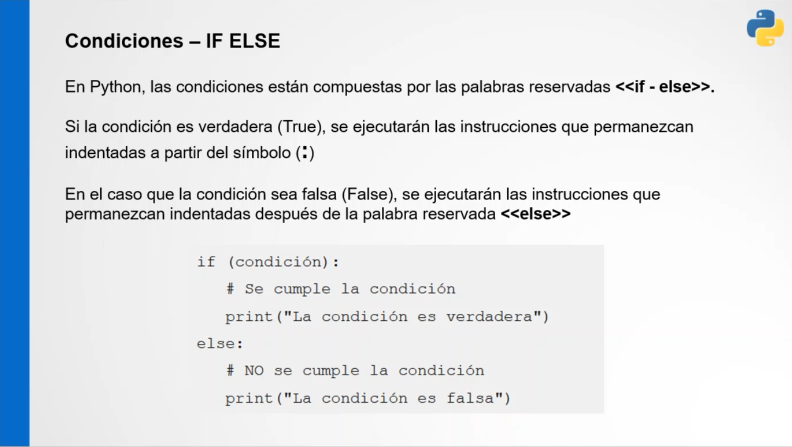 Condiciones – IF ELSE
En Python, las condiciones están compuestas por las palabras reservadas <<if - else>>.
Si la condición es verdadera (True), se ejecutarán las instrucciones que permanezcan
indentadas a partir del símbolo (:)
En el caso que la condición sea falsa (False), se ejecutarán las instrucciones que
permanezcan indentadas después de la palabra reservada <<else>>
if (condición):
# Se cumple la condición
print("La condición es verdadera")
else:
# NO se cumple la condición
print("La condición es falsa")